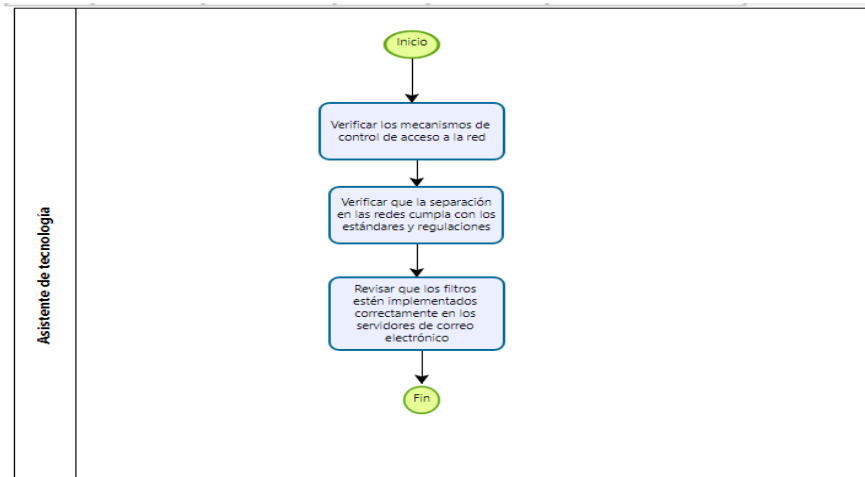 Inicio
Verificar los mecanismos de
control de acceso a la red
Verificar que la separación
en las redes cumpla con los
estándares y regulaciones
Asistente de tecnología
Revisar que los filtros
estén implementados
correctamente en los
servidores de correo
electrónico
Fin